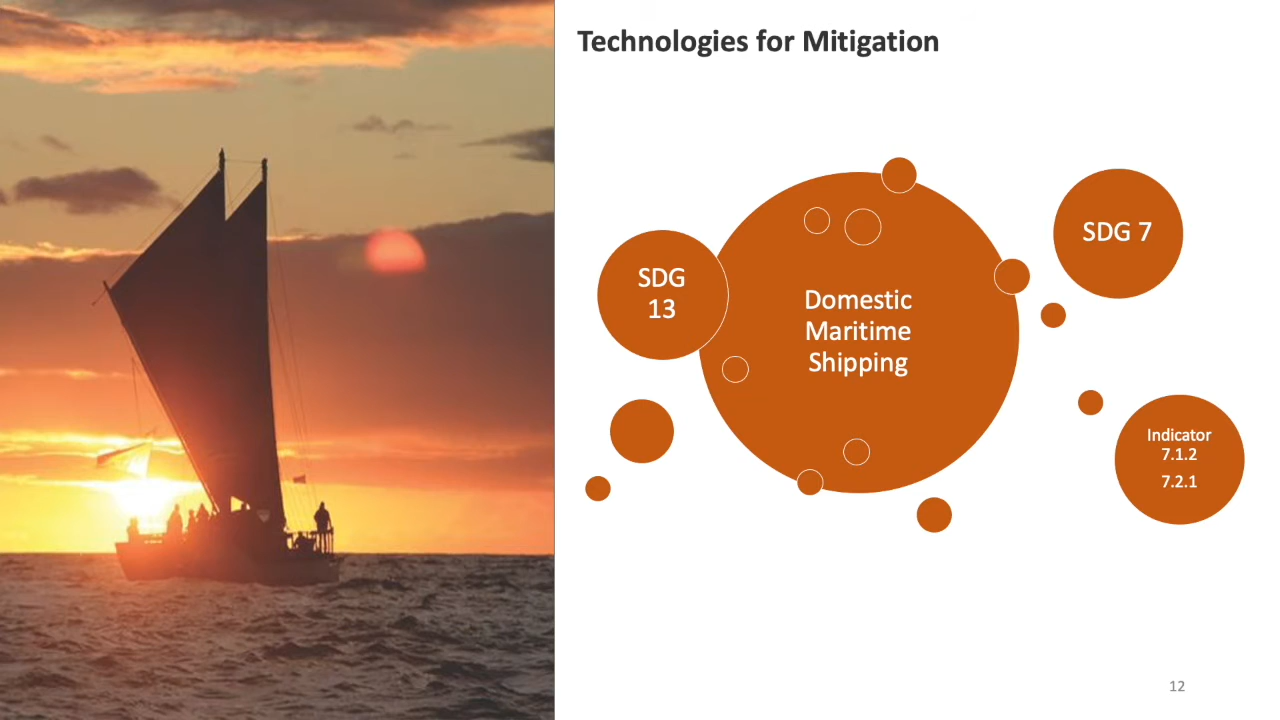 Technologies for Mitigation
SDG
13
Domestic
Maritime
Shipping
SDG 7
Indicator
7.1.2
7.2.1
12